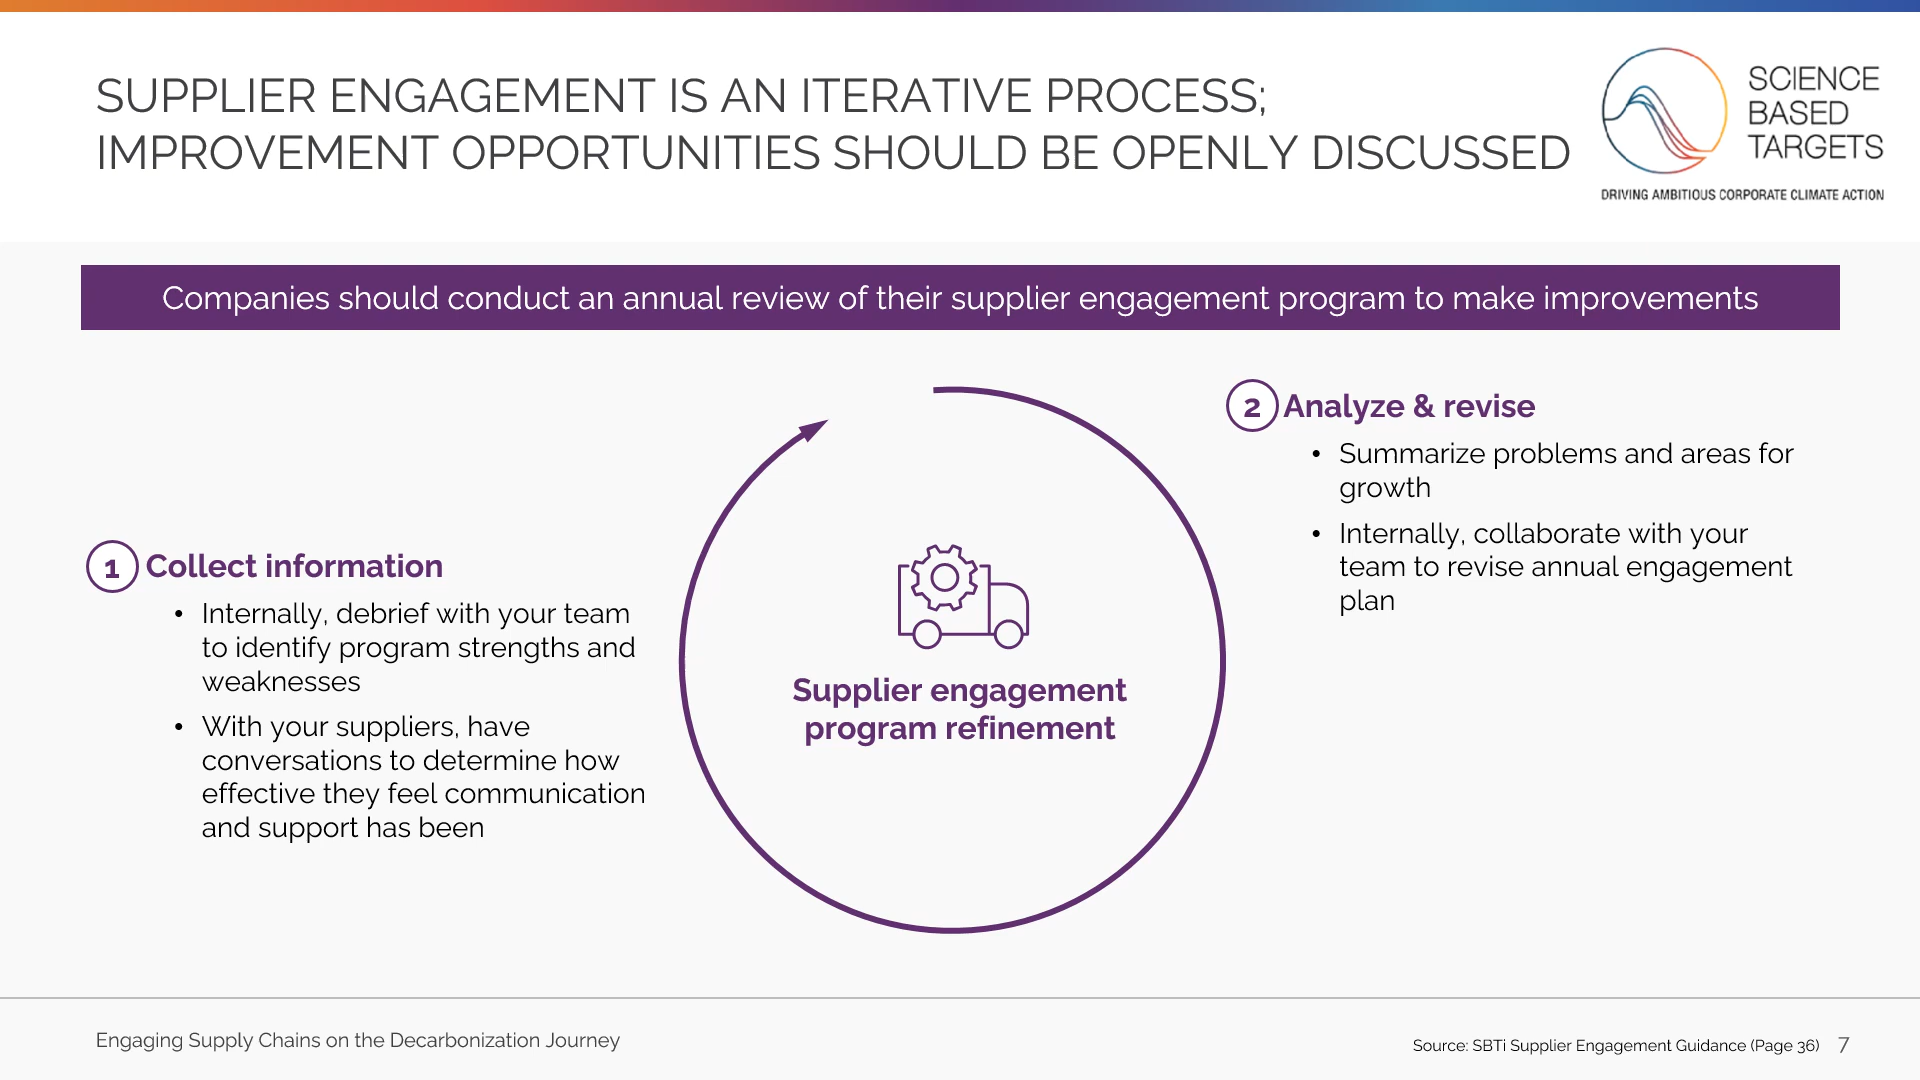 SUPPLIER ENGAGEMENT IS AN ITERATIVE PROCESS;
IMPROVEMENT OPPORTUNITIES SHOULD BE OPENLY DISCUSSED
SCIENCE
BASED
TARGETS
DRIVING AMBITIOUS CORPORATE CLIMATE ACTION
Companies should conduct an annual review of their supplier engagement program to make improvements
1 Collect information
• Internally, debrief with your team
to identify program strengths and
weaknesses
• With your suppliers, have
conversations to determine how
effective they feel communication
and support has been
Supplier engagement
program refinement
2 Analyze & revise
• Summarize problems and areas for
growth
• Internally, collaborate with your
team to revise annual engagement
plan
Engaging Supply Chains on the Decarbonization Journey
Source: SBTi Supplier Engagement Guidance (Page 36) 7